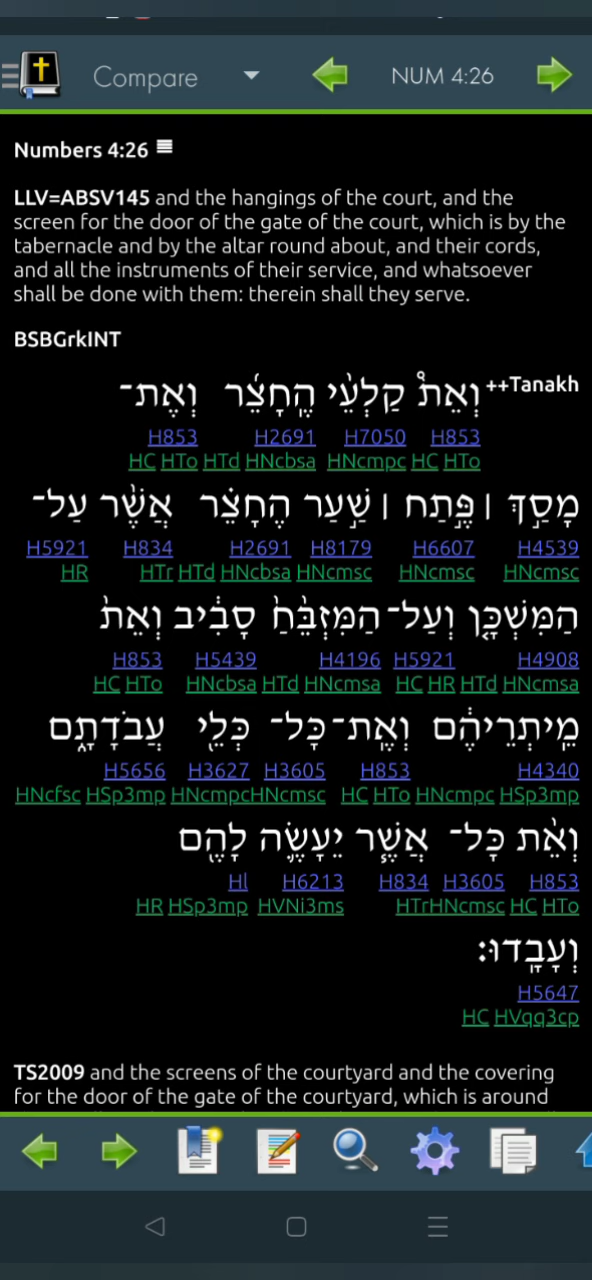 Compare
NUM 4:26
Numbers 4:26
LLV=ABSV145 and the hangings of the court, and the
screen for the door of the gate of the court, which is by the
tabernacle and by the altar round about, and their cords,
and all the instruments of their service, and whatsoever
shall be done with them: therein shall they serve.
BSBGrkINT
++Tanakh וְאֵת֩ קַלְעֵ֨י הֶֽחָצֵ֜ר וְאֶת־
H853 H2691 H7050 H853
HC HTo HTd HNcbsa HNcmpc HC HTo
מָסַ֣ךְ ׀ פֶּ֣תַח ׀ שַׁ֣עַר הֶחָצֵ֗ר אֲשֶׁ֨ר עַל־
H5921 H834 H2691 H8179 H6607 H4539
HR HTr HTd HNcbsa HNcmsc HNcmsc HNcmsc
הַמִּשְׁכָּ֤ן וְעַל־הַמִּזְבֵּ֙חַ֙ סָבִ֔יב וְאֵת֙
H853 H5439 H4196 H5921 H4908
HC HTo HNcbsa HTd HNcmsa HC HR HTd HNcmsa
מֵֽיתְרֵיהֶ֔ם וְאֶֽת־כָּל־ כְּלֵ֖י עֲבֹדָתָ֑ם
H5656 H3627 H3605 H853 H4340
HNcfsc HSp3mp HNcmpcHNcmsc HC HTo HNcmpc HSp3mp
וְאֵ֨ת כָּל־ אֲשֶׁ֧ר יֵעָשֶׂ֛ה לָהֶ֖ם
Hl H6213 H834 H3605 H853
HR HSp3mp HVNi3ms HTrHNcmsc HC HTo
וְעָבָֽדוּ׃
H5647
HC HVqq3cp
TS2009 and the screens of the courtyard and the covering
for the door of the gate of the courtyard, which is around